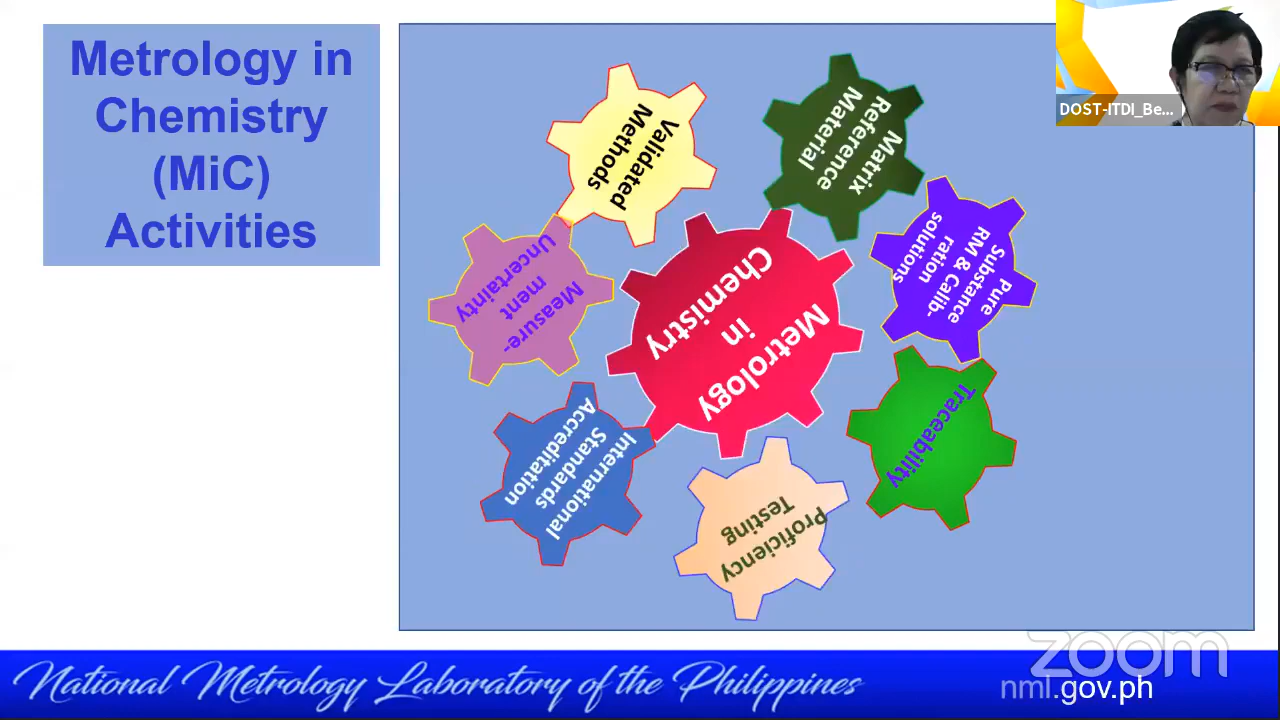 Metrology in
Chemistry
(MiC)
Activities
DOST-ITDI_Be...
Validated
Methods
Matrix
Reference
Material
Pure
Substance
RM & Calib-
ration
solutions
Measure-
ment
Uncertainty
Metrology
in
Chemistry
Traceability
International
Standards
Accreditation
Proficiency
Testing
zoom
National Metrology Laboratory of the Philippines
nml.gov.ph